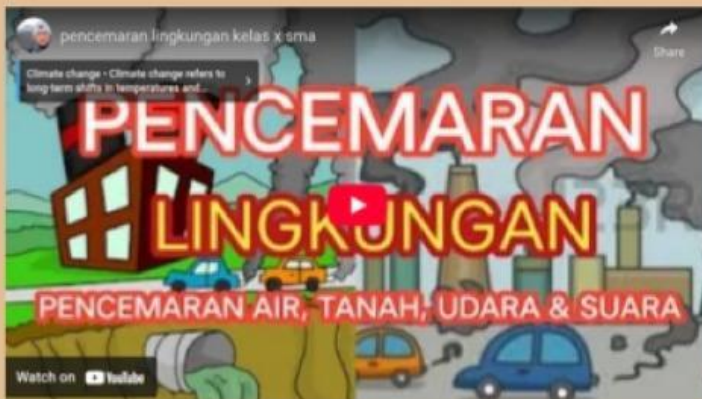 pencemaran lingkungan kelas x sma
Share
Climate change • Climate change refers to
long-term shifts in temperatures and...
PENCEMARAN
LINGKUNGAN
PENCEMARAN AIR, TANAH, UDARA & SUARA
Watch on YouTube